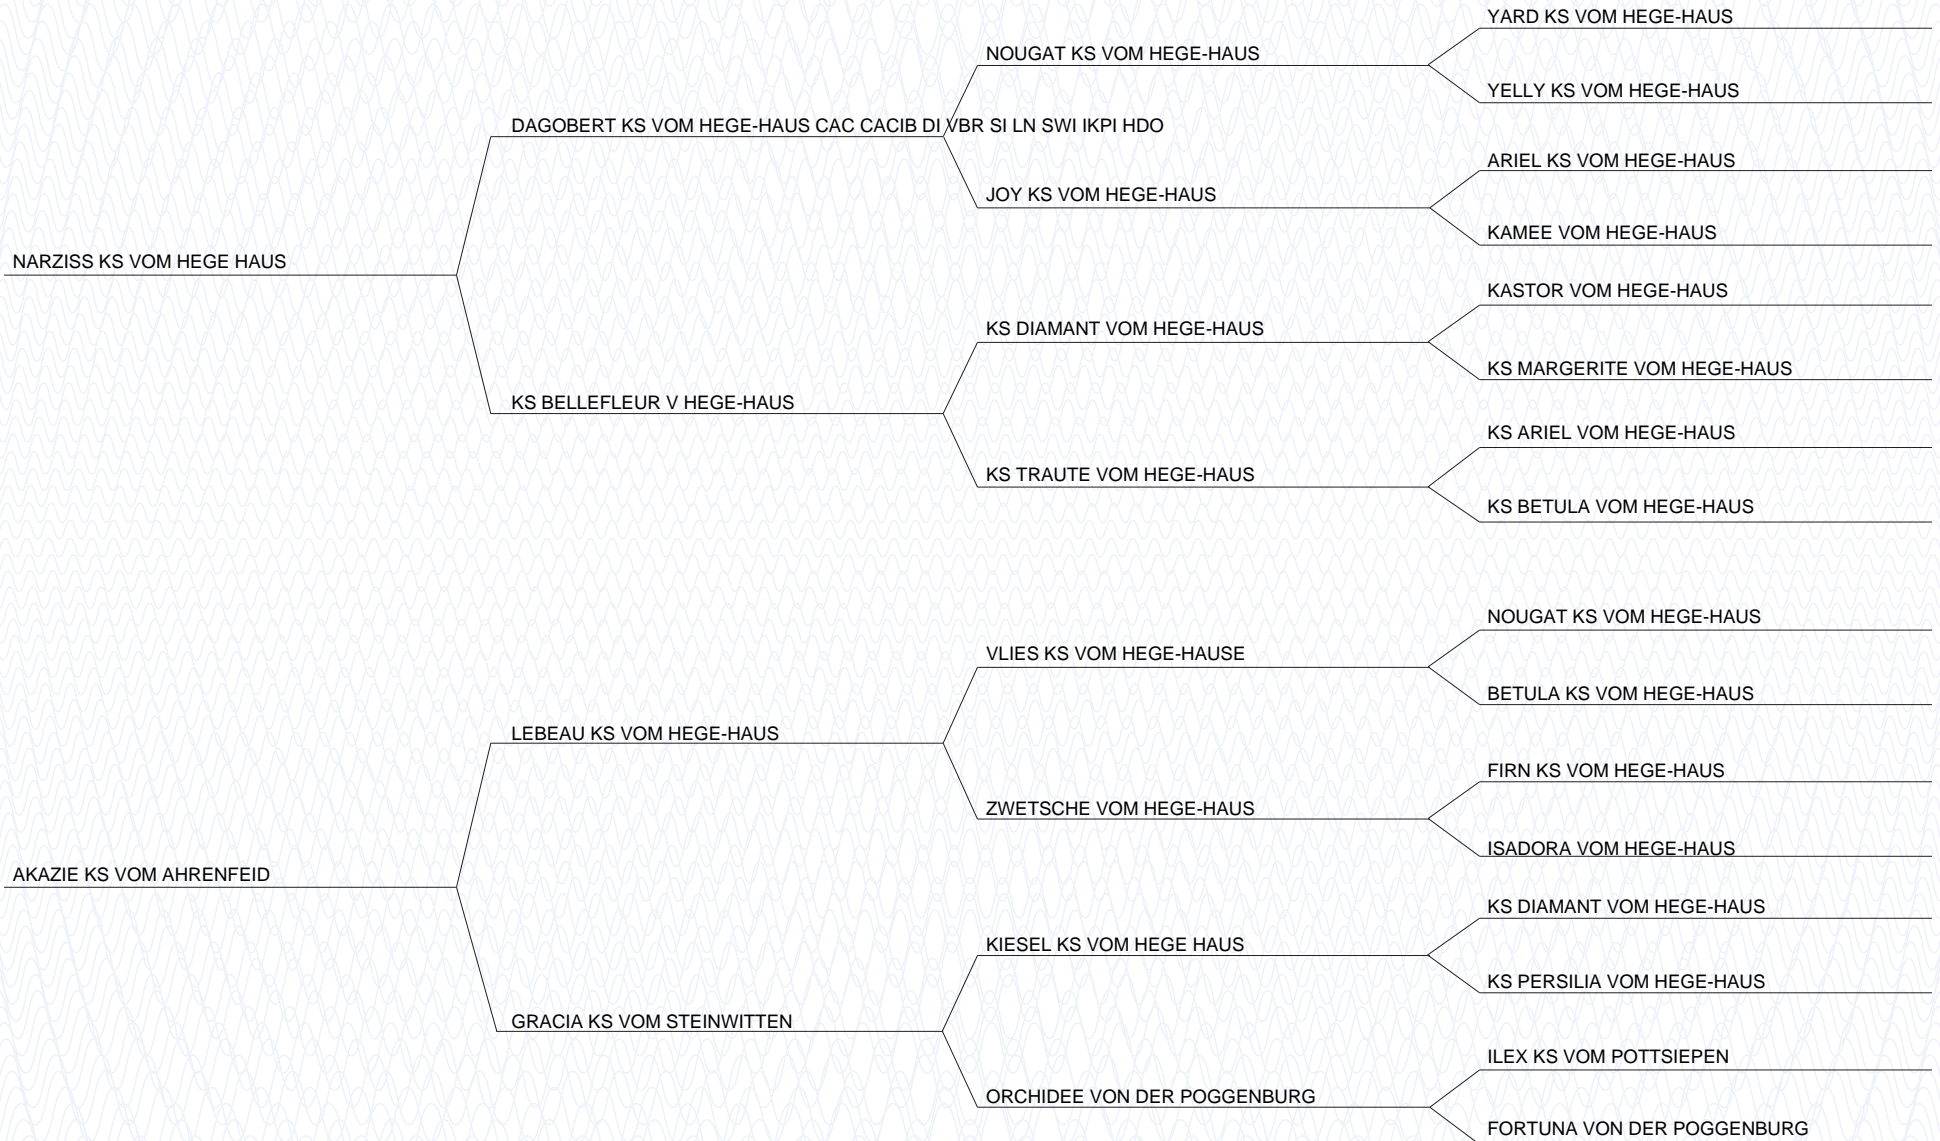 YARD KS VOM HEGE-HAUS
NOUGAT KS VOM HEGE-HAUS
YELLY KS VOM HEGE-HAUS
DAGOBERT KS VOM HEGE-HAUS CAC CACIB DI VBR SI LN SWI IKPI HDO
ARIEL KS VOM HEGE-HAUS
JOY KS VOM HEGE-HAUS
KAMEE VOM HEGE-HAUS
NARZISS KS VOM HEGE HAUS
KASTOR VOM HEGE-HAUS
KS DIAMANT VOM HEGE-HAUS
KS MARGERITE VOM HEGE-HAUS
KS BELLEFLEUR V HEGE-HAUS
KS ARIEL VOM HEGE-HAUS
KS TRAUTE VOM HEGE-HAUS
KS BETULA VOM HEGE-HAUS
NOUGAT KS VOM HEGE-HAUS
VLIES KS VOM HEGE-HAUSE
BETULA KS VOM HEGE-HAUS
LEBEAU KS VOM HEGE-HAUS
FIRN KS VOM HEGE-HAUS
ZWETSCHE VOM HEGE-HAUS
ISADORA VOM HEGE-HAUS
AKAZIE KS VOM AHRENFEID
KS DIAMANT VOM HEGE-HAUS
KIESEL KS VOM HEGE HAUS
KS PERSILIA VOM HEGE-HAUS
GRACIA KS VOM STEINWITTEN
ILEX KS VOM POTTSIEPEN
ORCHIDEE VON DER POGGENBURG
FORTUNA VON DER POGGENBURG